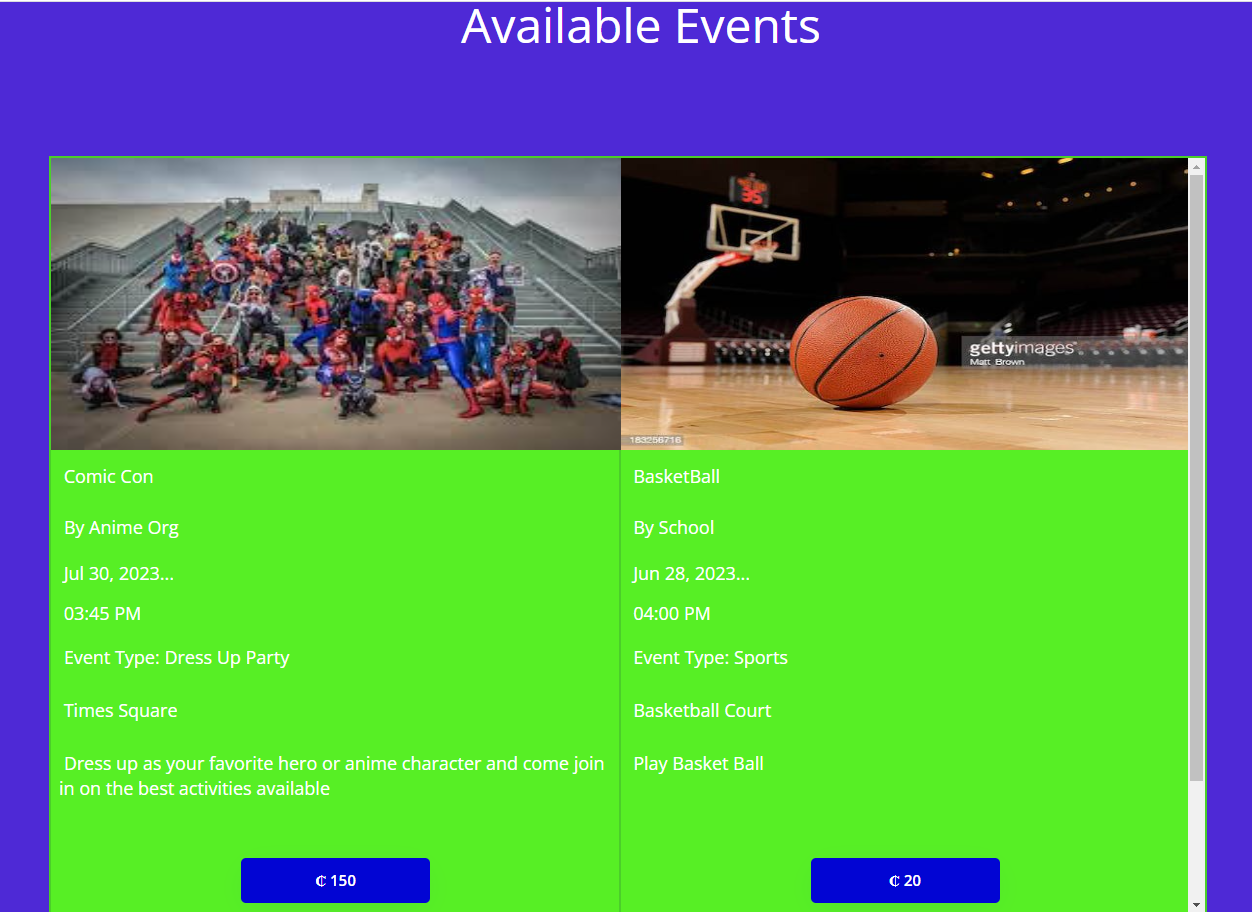 Available Events
35
gettyimages
Matt Brown
183256716
Comic Con
By Anime Org
Jul 30, 2023...
03:45 PM
Event Type: Dress Up Party
Times Square
Dress up as your favorite hero or anime character and come join
in on the best activities available
₵ 150
BasketBall
By School
Jun 28, 2023...
04:00 PM
Event Type: Sports
Basketball Court
Play Basket Ball
₵ 20